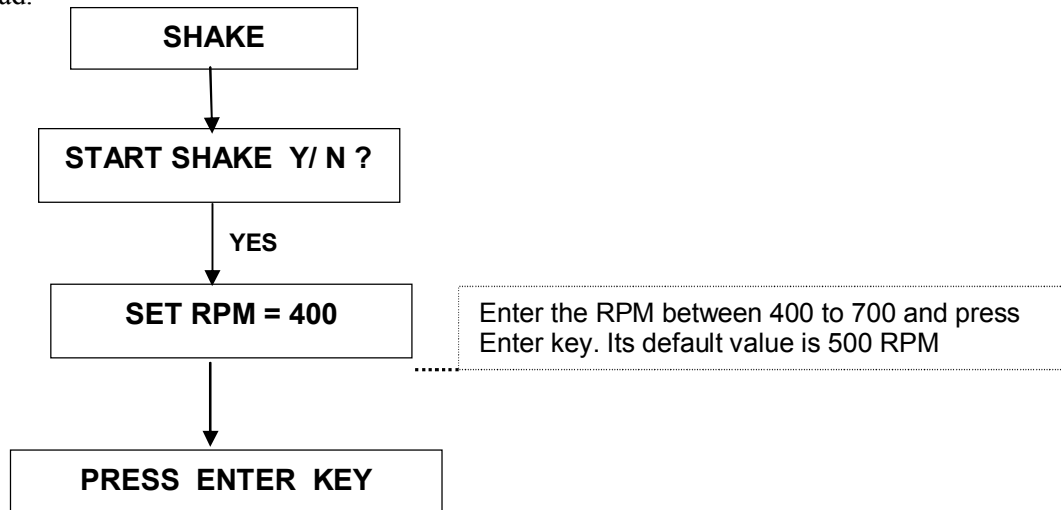 SHAKE
START SHAKE Y/ N ?
YES
SET RPM = 400
Enter the RPM between 400 to 700 and press
Enter key. Its default value is 500 RPM
PRESS ENTER KEY